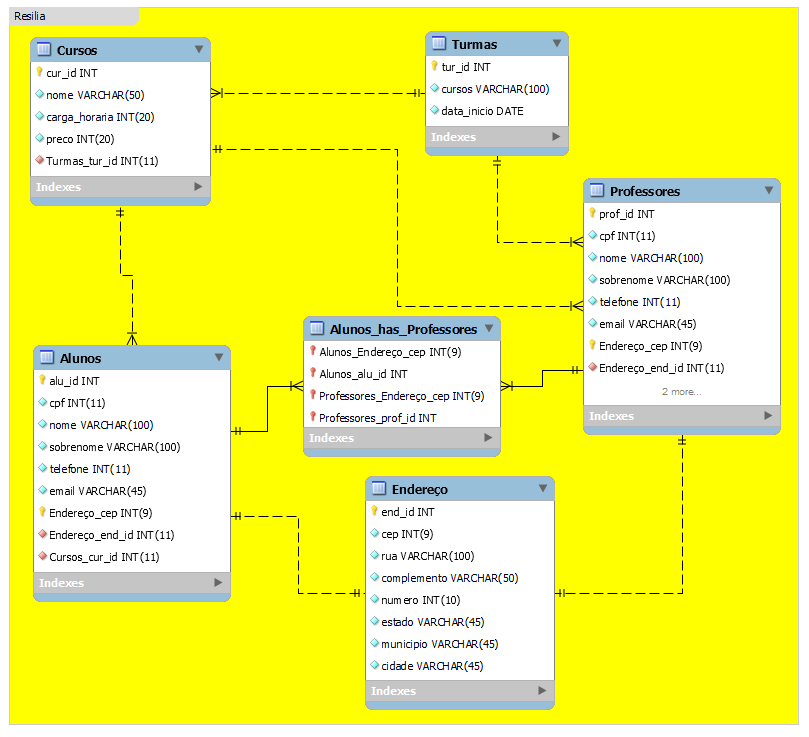 Resilia
Cursos
cur_id INT
nome VARCHAR(50)
carga_horaria INT(20)
preco INT(20)
Turmas_tur_id INT(11)
Indexes
Turmas
tur_id INT
cursos VARCHAR(100)
data_inicio DATE
Indexes
Professores
prof_id INT
cpf INT(11)
nome VARCHAR(100)
sobrenome VARCHAR(100)
telefone INT(11)
email VARCHAR(45)
Endereço_cep INT(9)
Endereço_end_id INT(11)
2 more...
Indexes
Alunos_has_Professores
Alunos_Endereço_cep INT(9)
Alunos_alu_id INT
Professores_Endereço_cep INT(9)
Professores_prof_id INT
Indexes
Alunos
alu_id INT
cpf INT(11)
nome VARCHAR(100)
sobrenome VARCHAR(100)
telefone INT(11)
email VARCHAR(45)
Endereço_cep INT(9)
Endereço_end_id INT(11)
Cursos_cur_id INT(11)
Indexes
Endereço
end_id INT
cep INT(9)
rua VARCHAR(100)
complemento VARCHAR(50)
numero INT(10)
estado VARCHAR(45)
municipio VARCHAR(45)
cidade VARCHAR(45)
Indexes